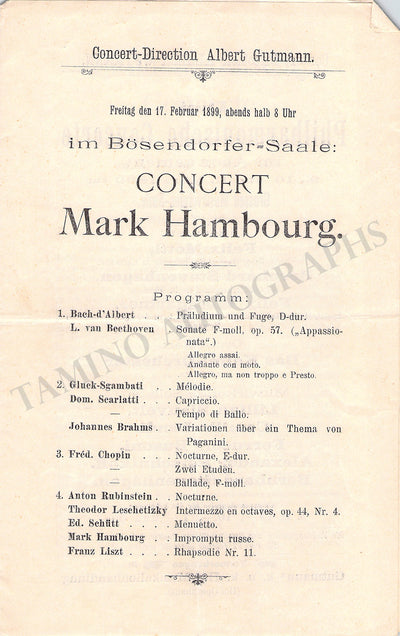 Concert-Direction Albert Gutmann.
Freitag den 17. Februar 1899, abends halb 8 Uhr
im Bösendorfer-Saale:
CONCERT
Mark Hambourg.
Programm:
1. Bach-d'Albert . . . Präludium und Fuge, D-dur.
L. van Beethoven . Sonate F-moll, op. 57. („Appassio-
nata“.)
Allegro assai.
Andante con moto.
Allegro, ma non troppo e Presto.
2. Gluck-Sgambati . . Mélodie.
Dom. Scarlatti . . . Capriccio.
— Tempo di Ballo.
Johannes Brahms . . Variationen über ein Thema von
Paganini.
3. Fréd. Chopin . . . Nocturne, E-dur.
— Zwei Etuden.
— Ballade, F-moll.
4. Anton Rubinstein . . Nocturne.
Theodor Leschetizky Intermezzo en octaves, op. 44, Nr. 4.
Ed. Schütt . . . . Menuetto.
Mark Hambourg . . Impromptu russe.
Franz Liszt . . . . Rhapsodie Nr. 11.
TAMINO AUTOGRAPHS